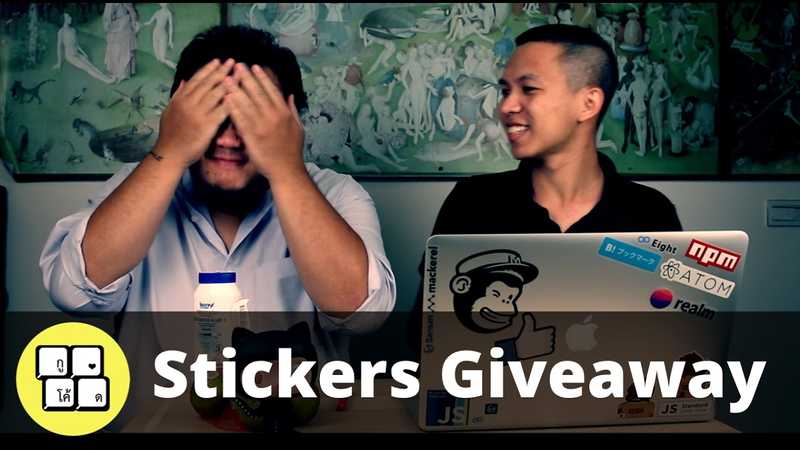 mackerel
Eight
B! ブックマーク
npm
ATOM
realm
กู
♥
โค้
ด
Stickers Giveaway
JS
JS Standard